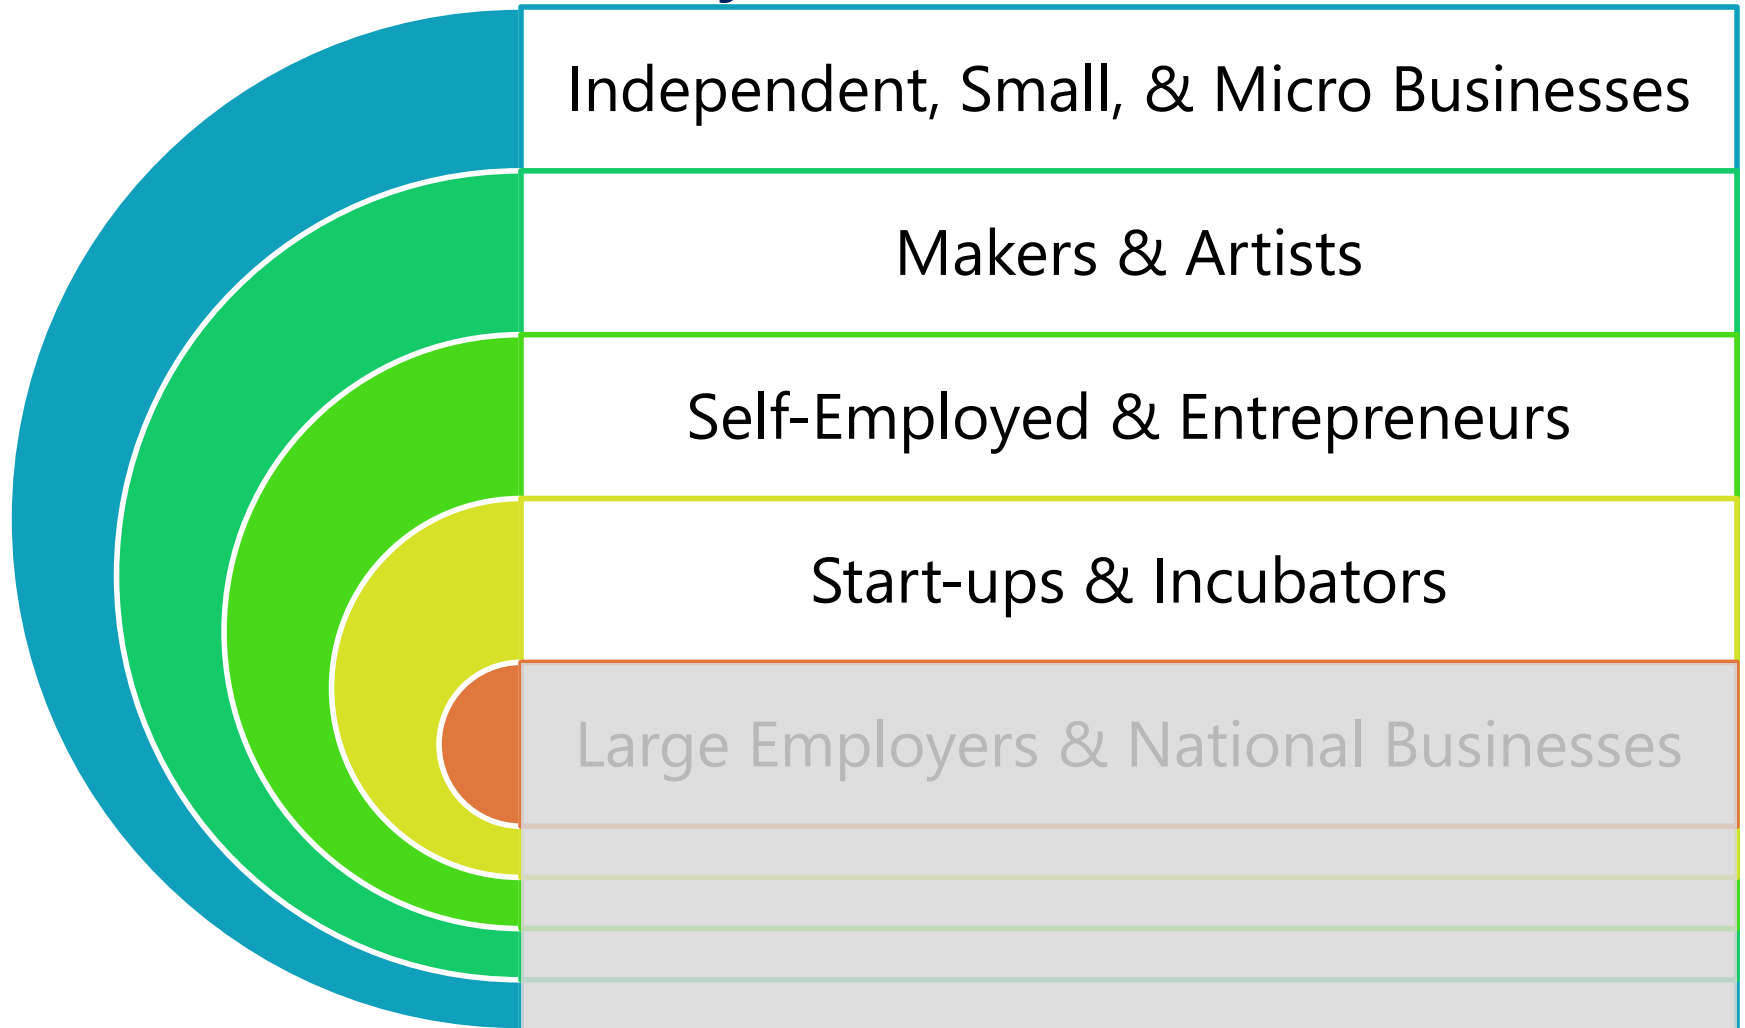 Independent, Small, & Micro Businesses
Makers & Artists
Self-Employed & Entrepreneurs
Start-ups & Incubators
Large Employers & National Businesses